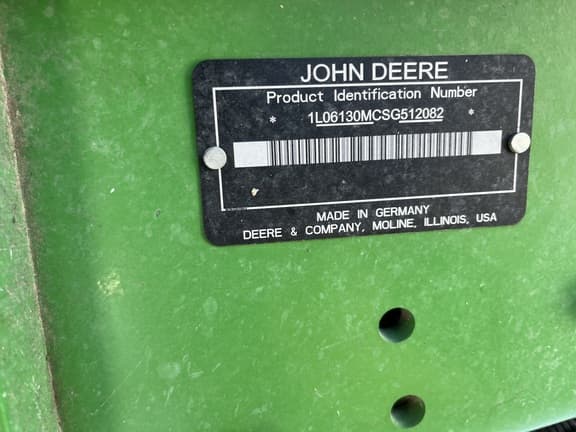 JOHN DEERE
Product Identification Number
* 1L06130MCSG512082 *
MADE IN GERMANY
DEERE & COMPANY, MOLINE, ILLINOIS, USA